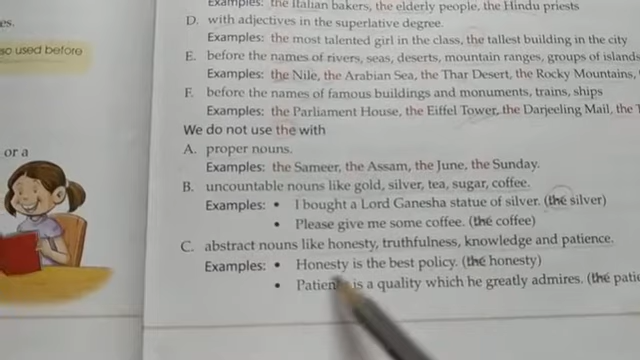 es.
so used before
or a
Examples: the Italian bakers, the elderly people, the Hindu priests
D. with adjectives in the superlative degree.
Examples: the most talented girl in the class, the tallest building in the city
E. before the names of rivers, seas, deserts, mountain ranges, groups of islands
Examples: the Nile, the Arabian Sea, the Thar Desert, the Rocky Mountains,
F. before the names of famous buildings and monuments, trains, ships
Examples: the Parliament House, the Eiffel Tower, the Darjeeling Mail, the
We do not use the with
A. proper nouns.
Examples: the Sameer, the Assam, the June, the Sunday.
B. uncountable nouns like gold, silver, tea, sugar, coffee.
Examples: • I bought a Lord Ganesha statue of silver. (the silver)
• Please give me some coffee. (the coffee)
C. abstract nouns like honesty, truthfulness, knowledge and patience.
Examples: • Honesty is the best policy. (the honesty)
• Patien is a quality which he greatly admires. (the patie